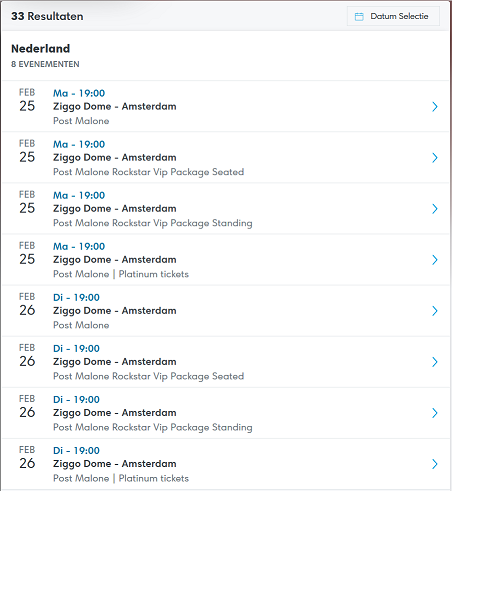 33 Resultaten
Datum Selectie
Nederland
8 EVENEMENTEN
FEB
25
Ma - 19:00
Ziggo Dome - Amsterdam
Post Malone
FEB
25
Ma - 19:00
Ziggo Dome - Amsterdam
Post Malone Rockstar Vip Package Seated
FEB
25
Ma - 19:00
Ziggo Dome - Amsterdam
Post Malone Rockstar Vip Package Standing
FEB
25
Ma - 19:00
Ziggo Dome - Amsterdam
Post Malone | Platinum tickets
FEB
26
Di - 19:00
Ziggo Dome - Amsterdam
Post Malone
FEB
26
Di - 19:00
Ziggo Dome - Amsterdam
Post Malone Rockstar Vip Package Seated
FEB
26
Di - 19:00
Ziggo Dome - Amsterdam
Post Malone Rockstar Vip Package Standing
FEB
26
Di - 19:00
Ziggo Dome - Amsterdam
Post Malone | Platinum tickets